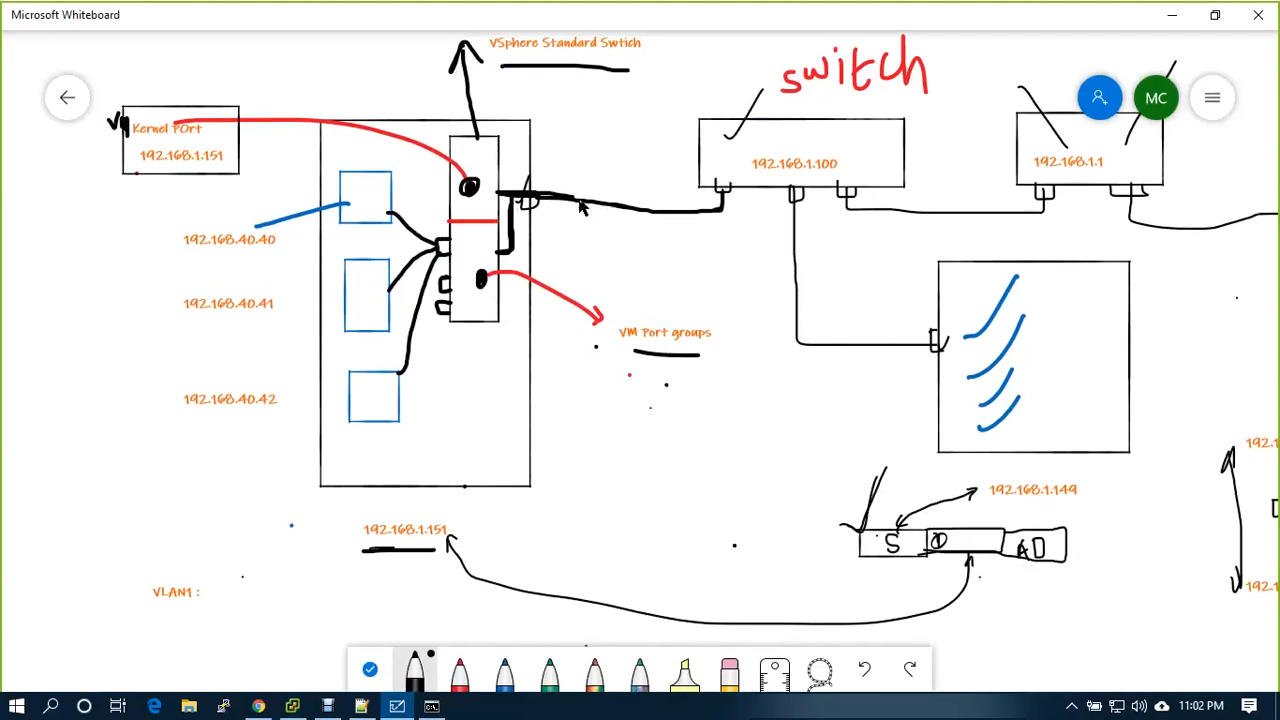 Microsoft Whiteboard
VSphere Standard Swtich
switch
MC
Kernel POrt
192.168.1.151
192.168.1.100
192.168.1.1
192.168.40.40
192.168.40.41
VM Port groups
192.168.40.42
192.168.1.149
192.168.1.151
S
D
AD
VLAN1 :
11:02 PM